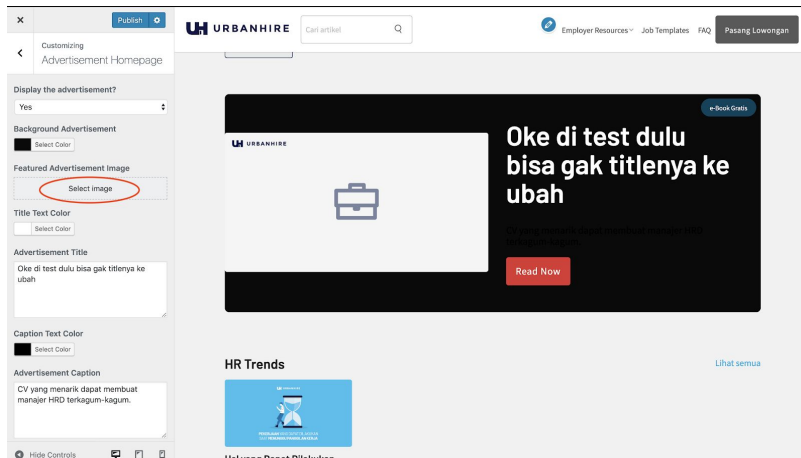 Publish
URBANHIRE
Cari artikel
Employer Resources
Job Templates
FAQ
Pasang Lowongan
Customizing
Advertisement Homepage
Display the advertisement?
Yes
Background Advertisement
Select Color
Featured Advertisement Image
Select image
Title Text Color
Select Color
Advertisement Title
Oke di test dulu bisa gak titlenya ke
ubah
Caption Text Color
Select Color
Advertisement Caption
CV yang menarik dapat membuat
manajer HRD terkagum-kagum.
Hide Controls
e-Book Gratis
URBANHIRE
Oke di test dulu
bisa gak titlenya ke
ubah
CV yang menarik dapat membuat manajer HRD
terkagum-kagum.
Read Now
HR Trends
Lihat semua